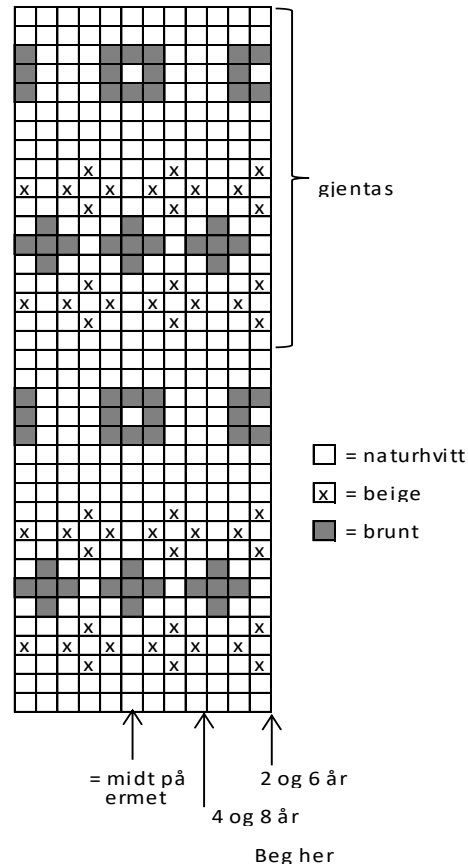 gjentas
= naturhvitt
x = beige
= brunt
= midt på
ermet
2 og 6 år
4 og 8 år
Beg her